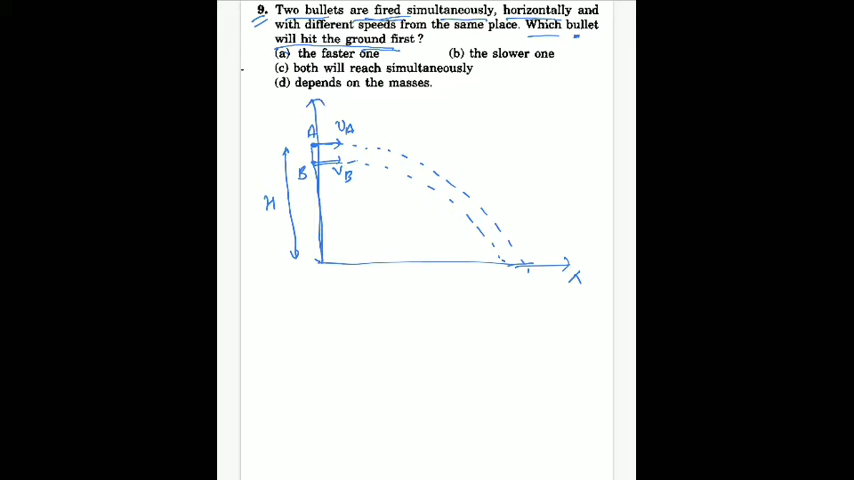 9. Two bullets are fired simultaneously, horizontally and
with different speeds from the same place. Which bullet
will hit the ground first ?
(a) the faster one (b) the slower one
(c) both will reach simultaneously
(d) depends on the masses.
A
VA
B
VB
H
X